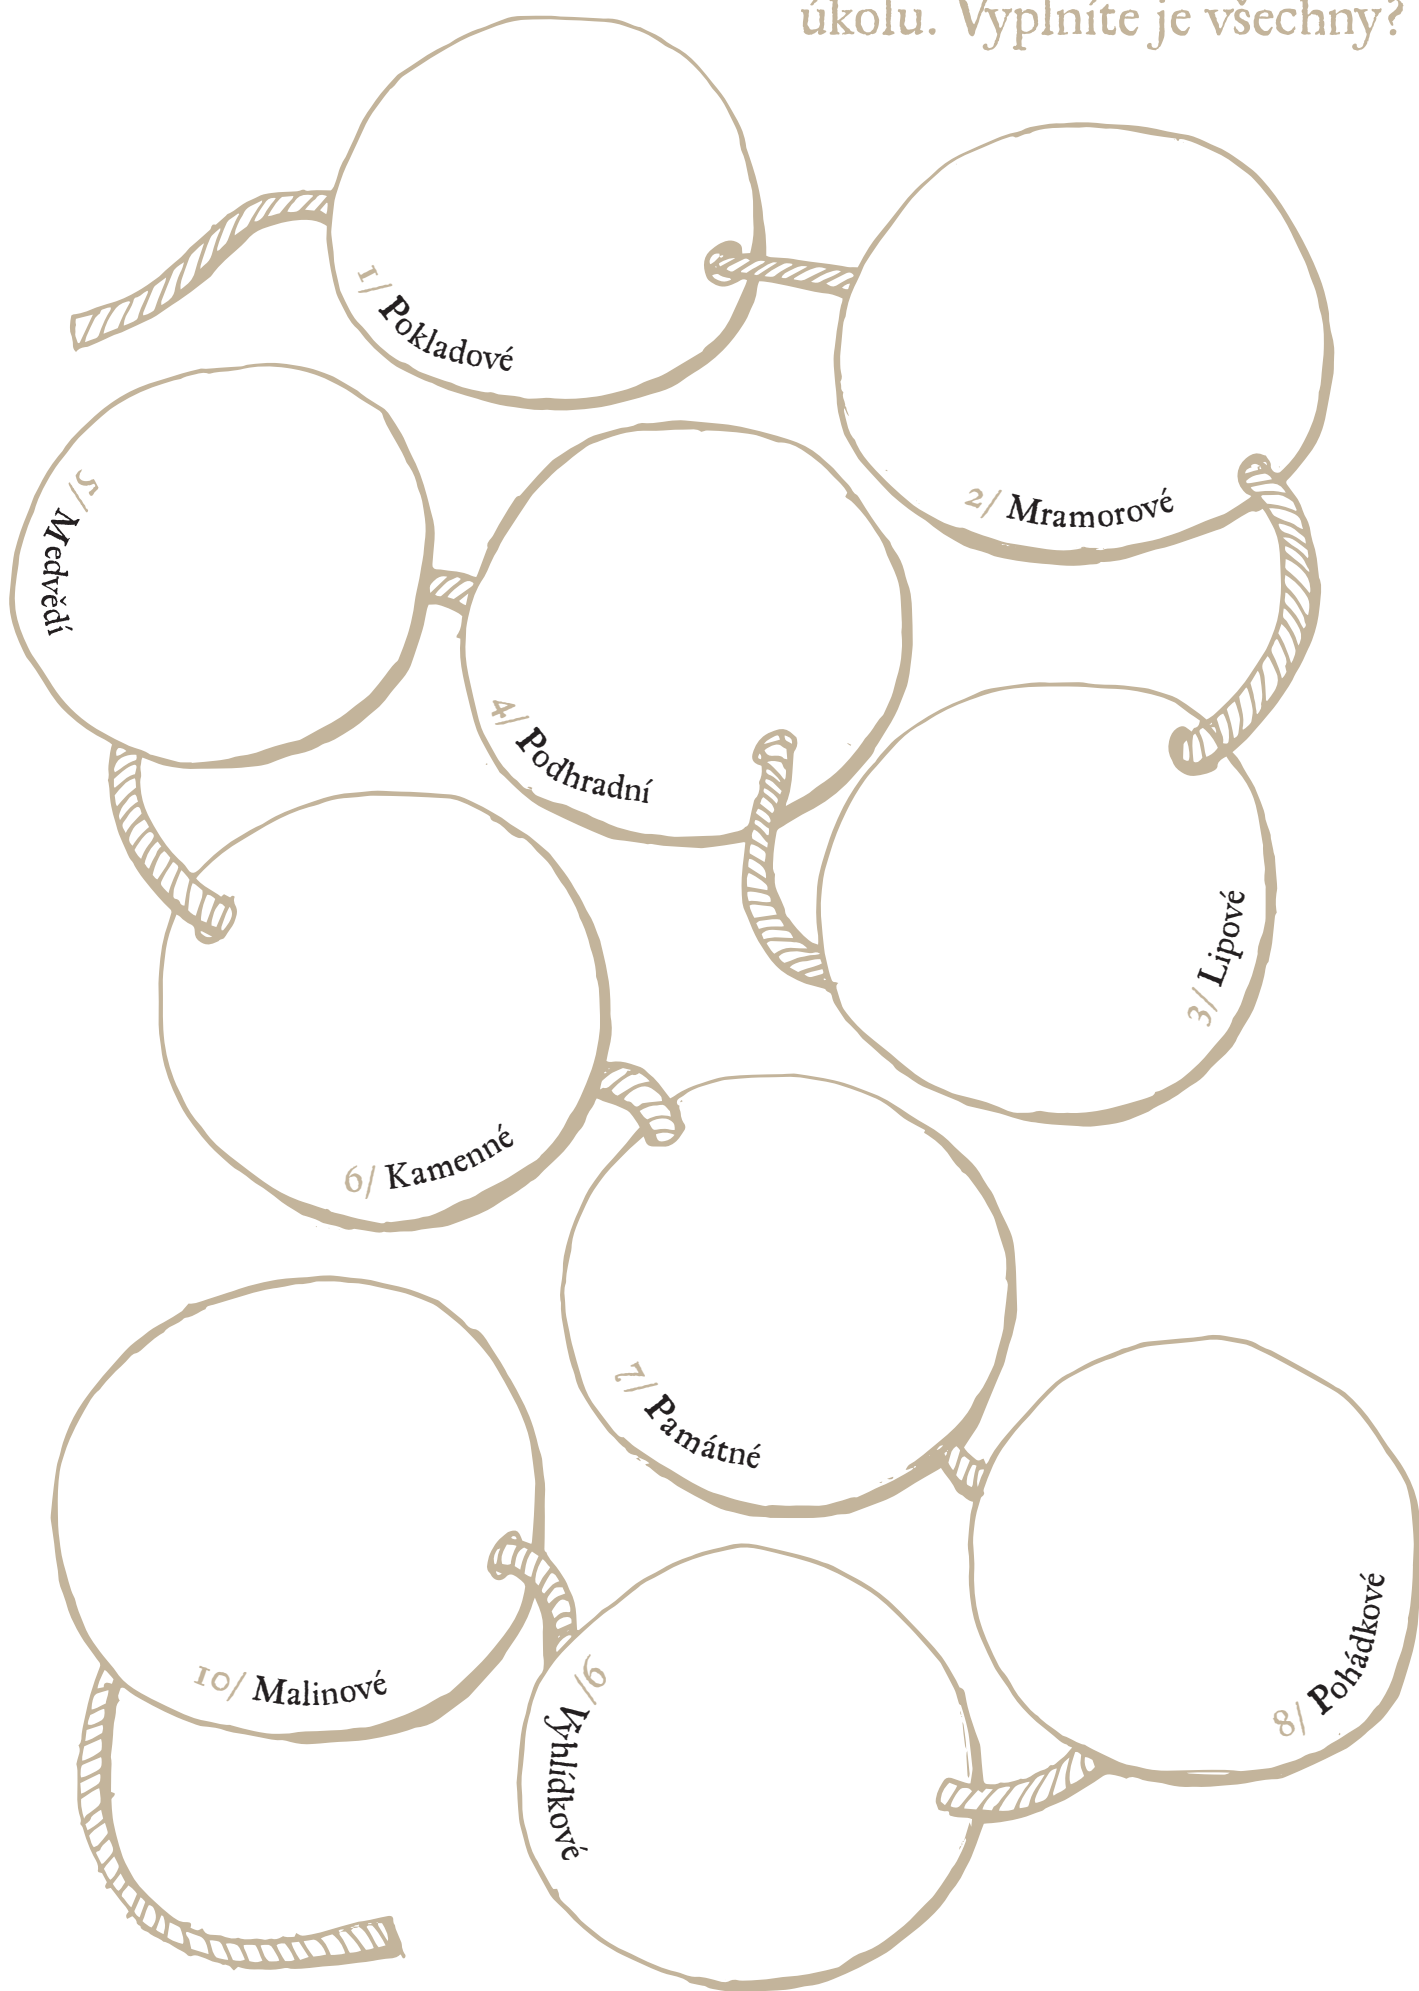 úkolu. Vyplníte je všechny?
1/ Pokladové
2/ Mramorové
3/ Lipové
4/ Podhradní
5/ Medvědí
6/ Kamenné
7/ Památné
8/ Pohádkové
9/ Vyhlídkové
10/ Malinové